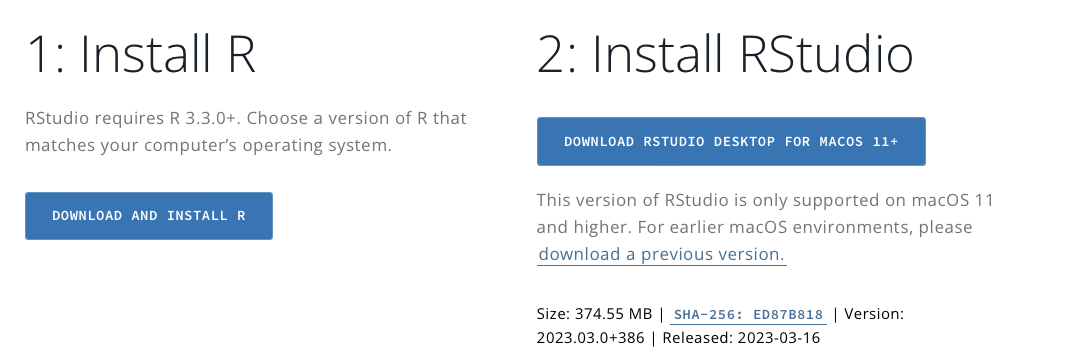 1: Install R
RStudio requires R 3.3.0+. Choose a version of R that
matches your computer’s operating system.
DOWNLOAD AND INSTALL R
2: Install RStudio
DOWNLOAD RSTUDIO DESKTOP FOR MACOS 11+
This version of RStudio is only supported on macOS 11
and higher. For earlier macOS environments, please
download a previous version.
Size: 374.55 MB | SHA-256: ED87B818 | Version:
2023.03.0+386 | Released: 2023-03-16